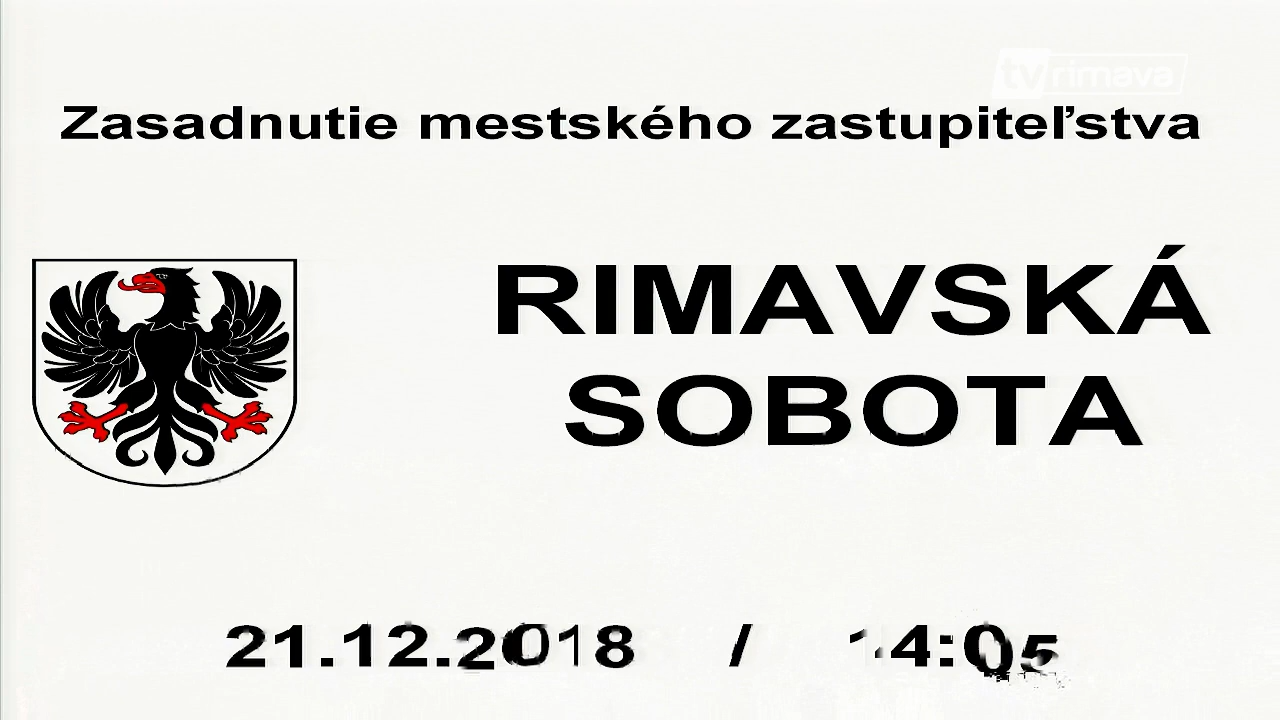 tvrimava
Zasadnutie mestského zastupiteľstva
RIMAVSKÁ
SOBOTA
21.12.2018 / 14:05